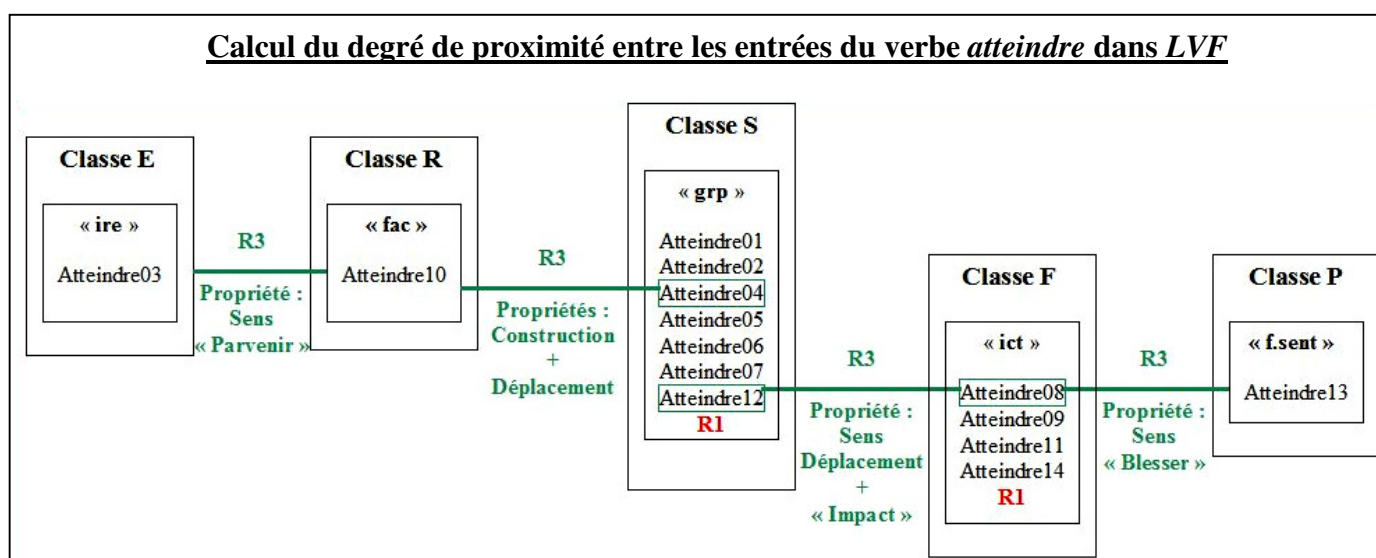 Calcul du degré de proximité entre les entrées du verbe atteindre dans LVF
Classe E
« ire »
Atteindre03
R3
Propriété :
Sens
« Parvenir »
Classe R
« fac »
Atteindre10
R3
Propriétés :
Construction
+
Déplacement
Classe S
« grp »
Atteindre01
Atteindre02
Atteindre04
Atteindre05
Atteindre06
Atteindre07
Atteindre12
R1
R3
Propriété :
Sens
Déplacement
+
« Impact »
Classe F
« ict »
Atteindre08
Atteindre09
Atteindre11
Atteindre14
R1
R3
Propriété :
Sens
« Blesser »
Classe P
« f.sent »
Atteindre13